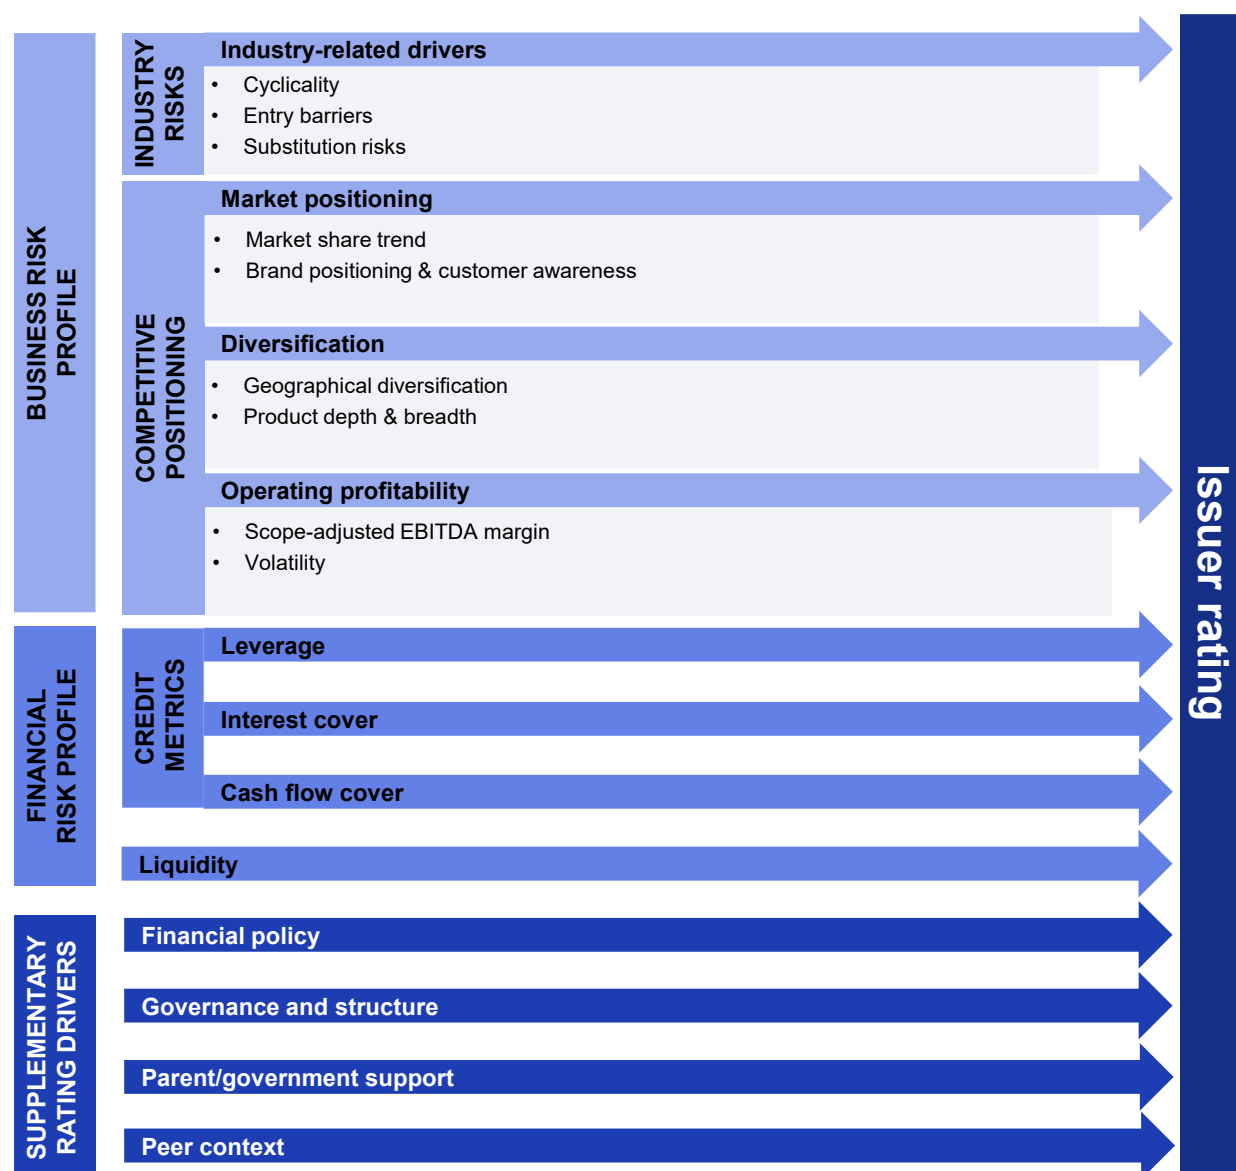 BUSINESS RISK
PROFILE
INDUSTRY
RISKS
Industry-related drivers
• Cyclicality
• Entry barriers
• Substitution risks
COMPETITIVE
POSITIONING
Market positioning
• Market share trend
• Brand positioning & customer awareness
Diversification
• Geographical diversification
• Product depth & breadth
Operating profitability
• Scope-adjusted EBITDA margin
• Volatility
FINANCIAL
RISK PROFILE
CREDIT
METRICS
Leverage
Interest cover
Cash flow cover
Liquidity
SUPPLEMENTARY
RATING DRIVERS
Financial policy
Governance and structure
Parent/government support
Peer context
Issuer rating